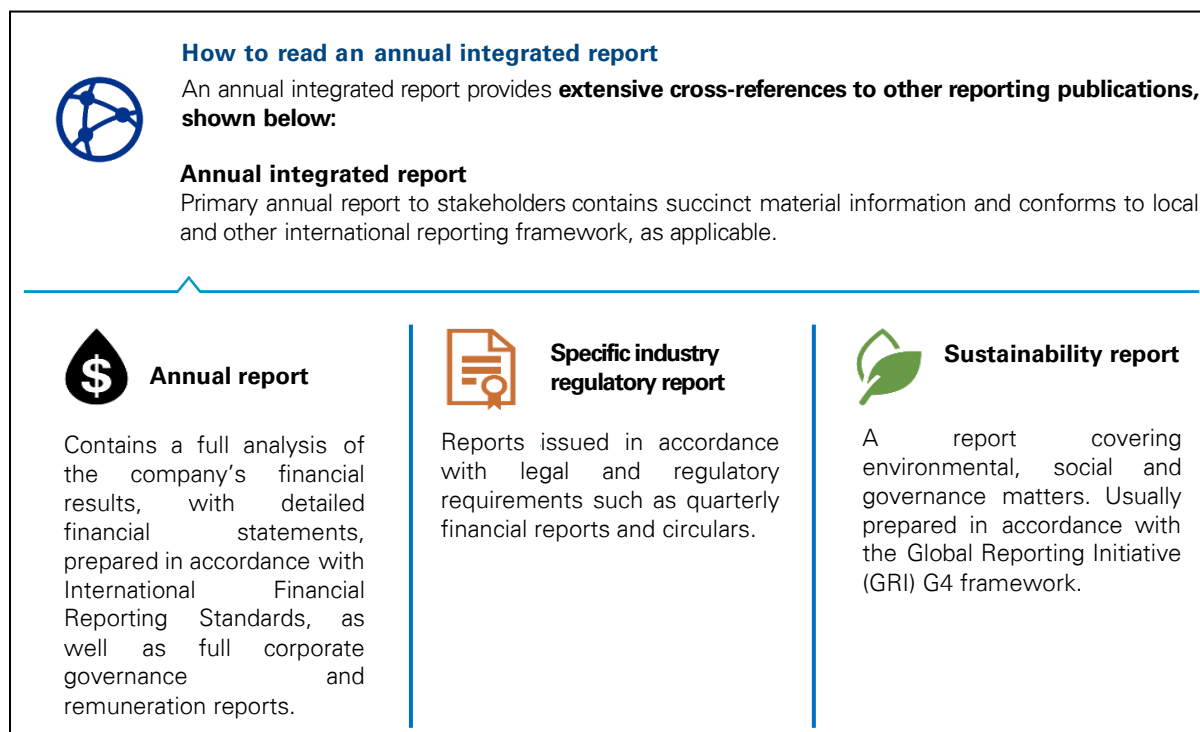 How to read an annual integrated report
An annual integrated report provides extensive cross-references to other reporting publications,
shown below:
Annual integrated report
Primary annual report to stakeholders contains succinct material information and conforms to local
and other international reporting framework, as applicable.
$
Annual report
Contains a full analysis of
the company's financial
results, with detailed
financial statements,
prepared in accordance with
International Financial
Reporting Standards, as
well as full corporate
governance and
remuneration reports.
Specific industry
regulatory report
Reports issued in accordance
with legal and regulatory
requirements such as quarterly
financial reports and circulars.
Sustainability report
A report covering
environmental, social and
governance matters. Usually
prepared in accordance with
the Global Reporting Initiative
(GRI) G4 framework.